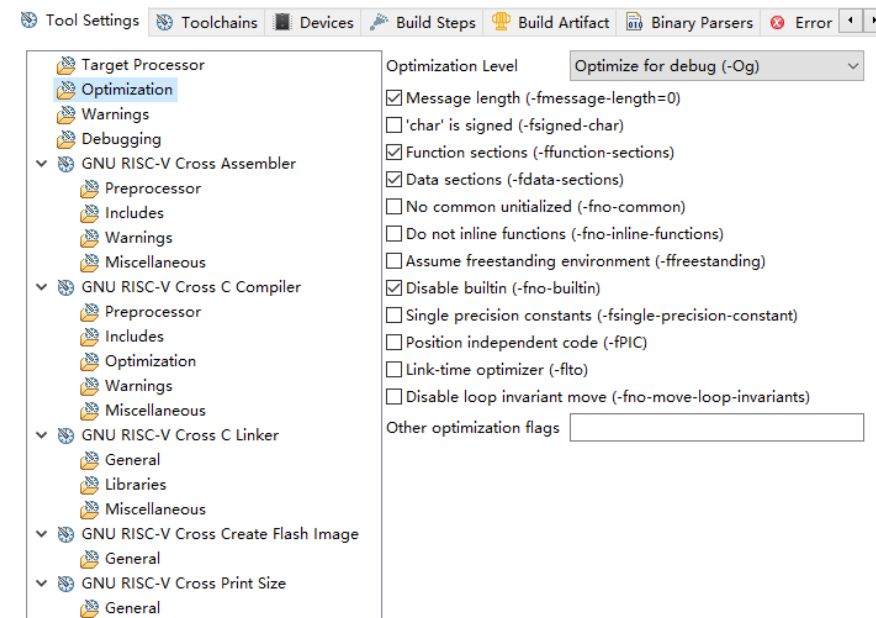 Tool Settings Toolchains Devices Build Steps Build Artifact Binary Parsers Error
Target Processor
Optimization
Warnings
Debugging
GNU RISC-V Cross Assembler
Preprocessor
Includes
Warnings
Miscellaneous
GNU RISC-V Cross C Compiler
Preprocessor
Includes
Optimization
Warnings
Miscellaneous
GNU RISC-V Cross C Linker
General
Libraries
Miscellaneous
GNU RISC-V Cross Create Flash Image
General
GNU RISC-V Cross Print Size
General
Optimization Level Optimize for debug (-Og)
Message length (-fmessage-length=0)
'char' is signed (-fsigned-char)
Function sections (-ffunction-sections)
Data sections (-fdata-sections)
No common unitialized (-fno-common)
Do not inline functions (-fno-inline-functions)
Assume freestanding environment (-ffreestanding)
Disable builtin (-fno-builtin)
Single precision constants (-fsingle-precision-constant)
Position independent code (-fPIC)
Link-time optimizer (-flto)
Disable loop invariant move (-fno-move-loop-invariants)
Other optimization flags